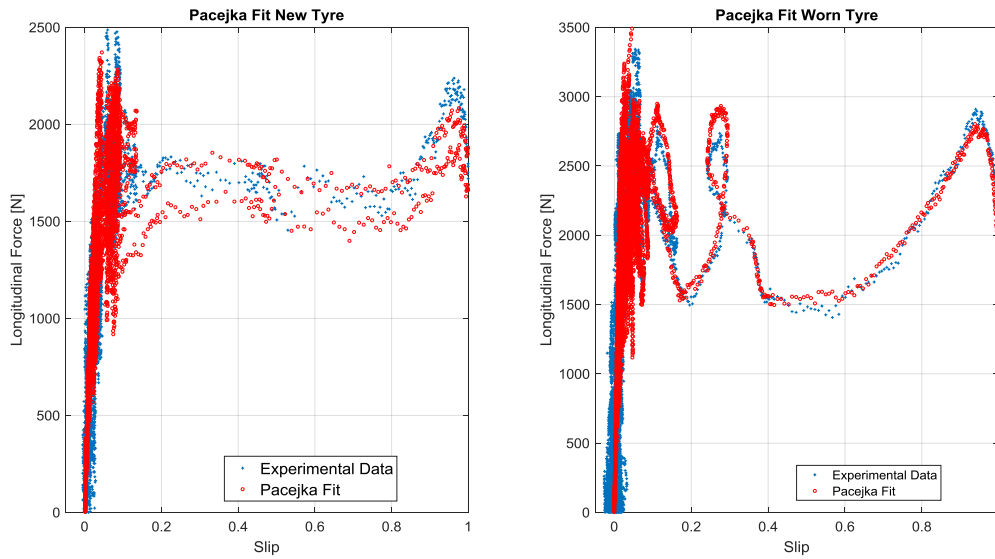 Pacejka Fit New Tyre
2500
2000
1500
1000
500
0
0
0.2
0.4
0.6
0.8
1
Longitudinal Force [N]
Slip
Experimental Data
Pacejka Fit
Pacejka Fit Worn Tyre
3500
3000
2500
2000
1500
1000
500
0
0
0.2
0.4
0.6
0.8
Longitudinal Force [N]
Slip
Experimental Data
Pacejka Fit